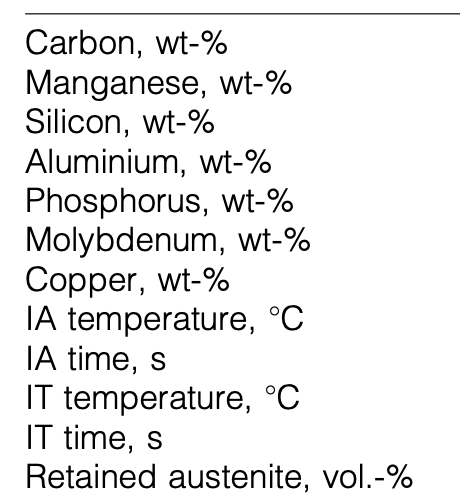 Carbon, wt-%
Manganese, wt-%
Silicon, wt-%
Aluminium, wt-%
Phosphorus, wt-%
Molybdenum, wt-%
Copper, wt-%
IA temperature, °C
IA time, s
IT temperature, °C
IT time, s
Retained austenite, vol.-%